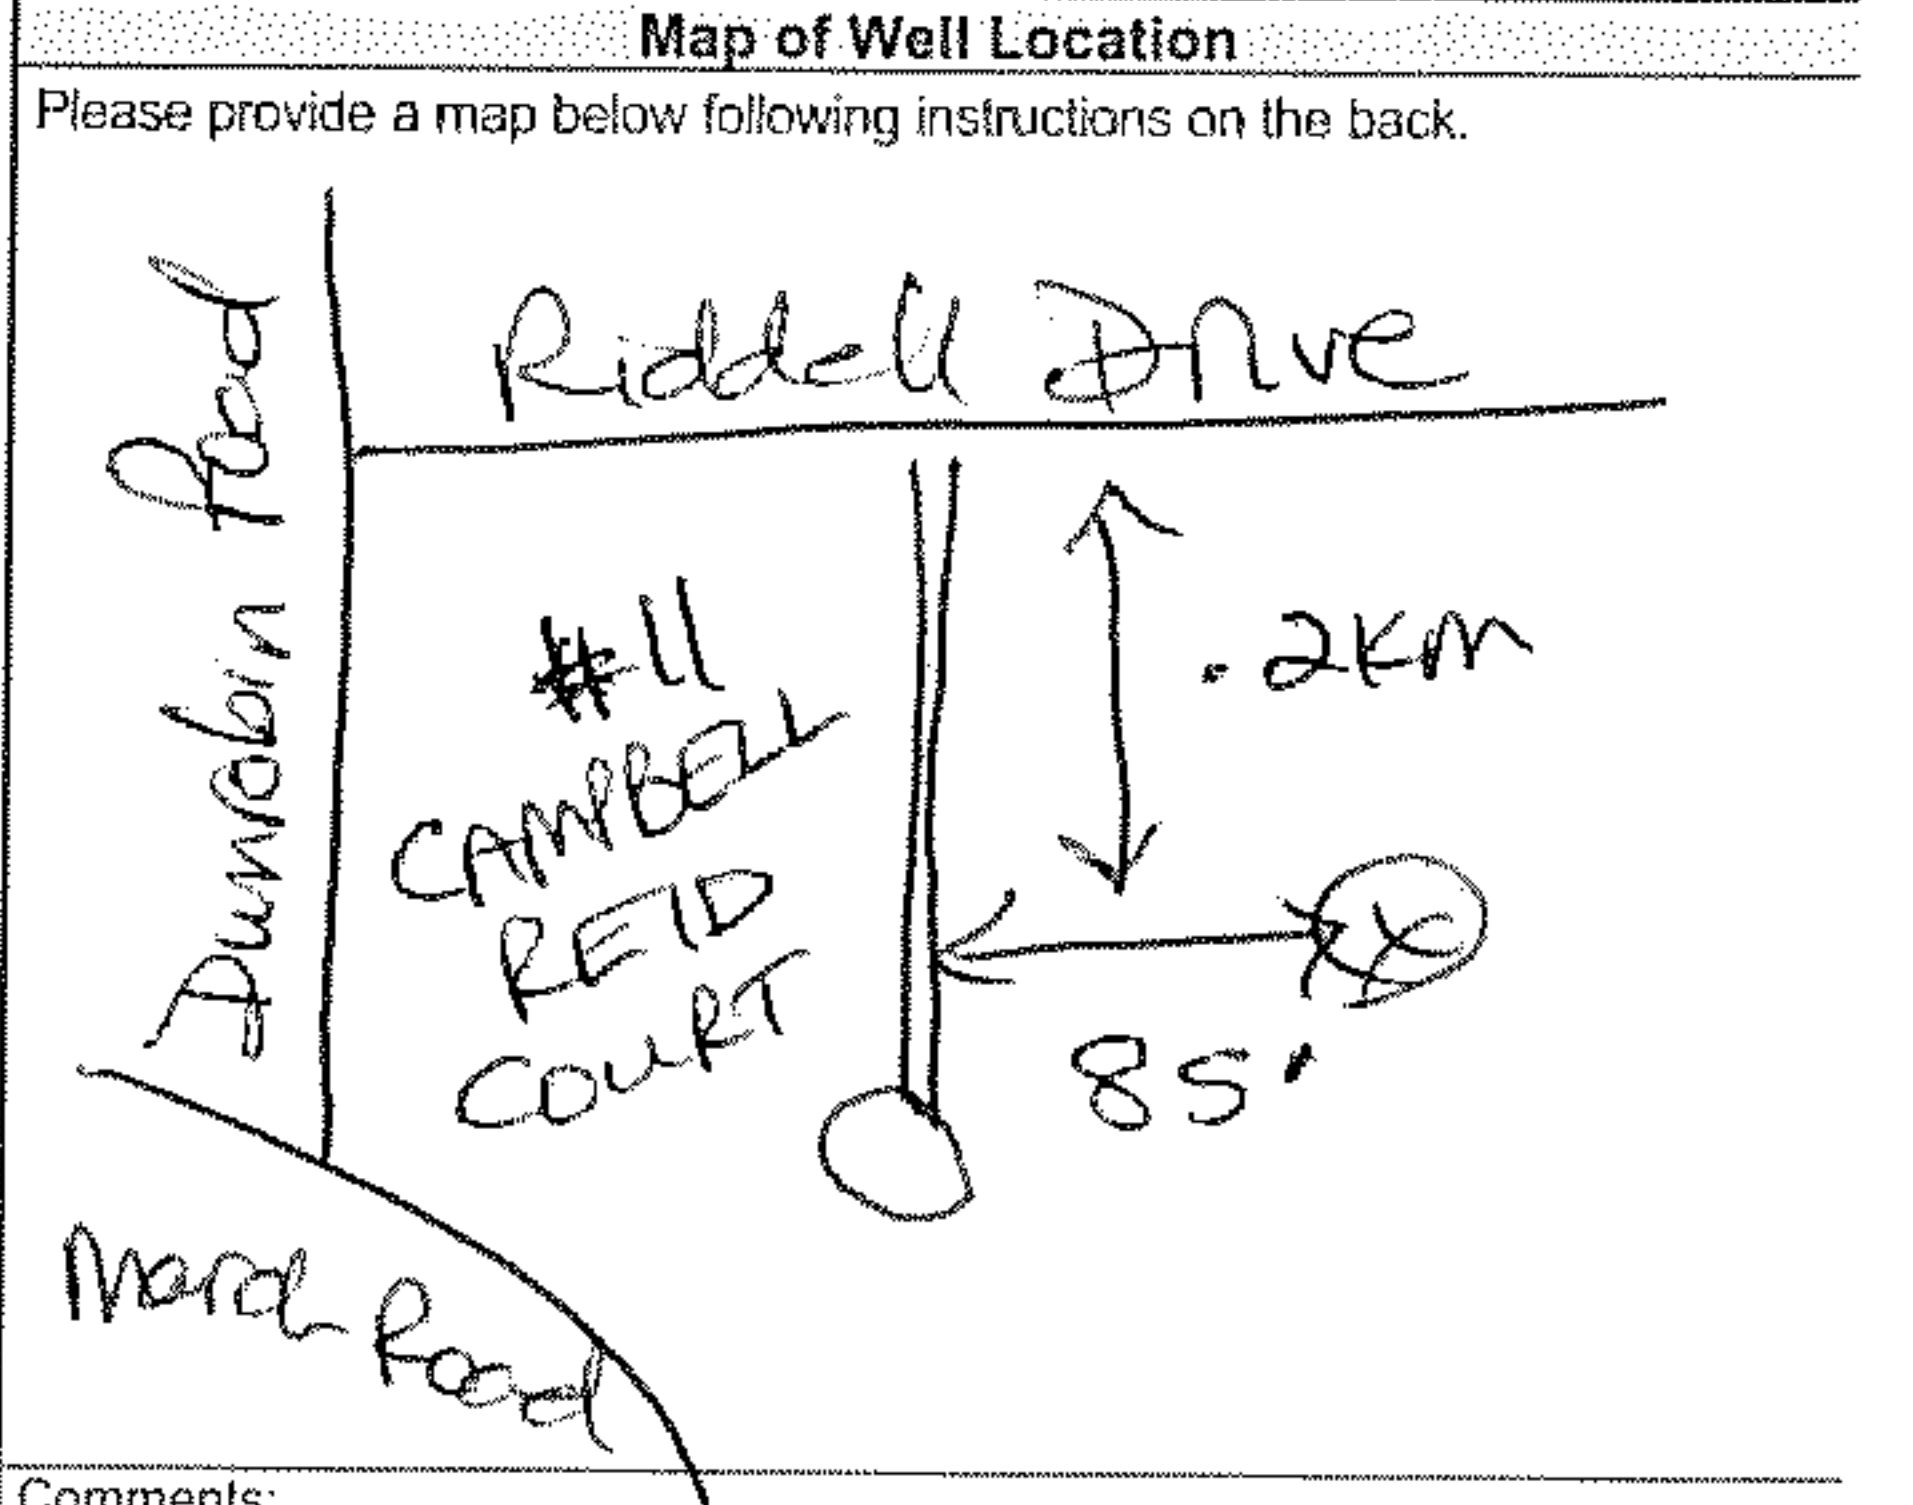 Map of Well Location
Please provide a map below following instructions on the back.
Riddell Drive
Dunrobin Road
#11
CAMPBELL
REID
COURT
.2km
X
85'
March Road
Comments: